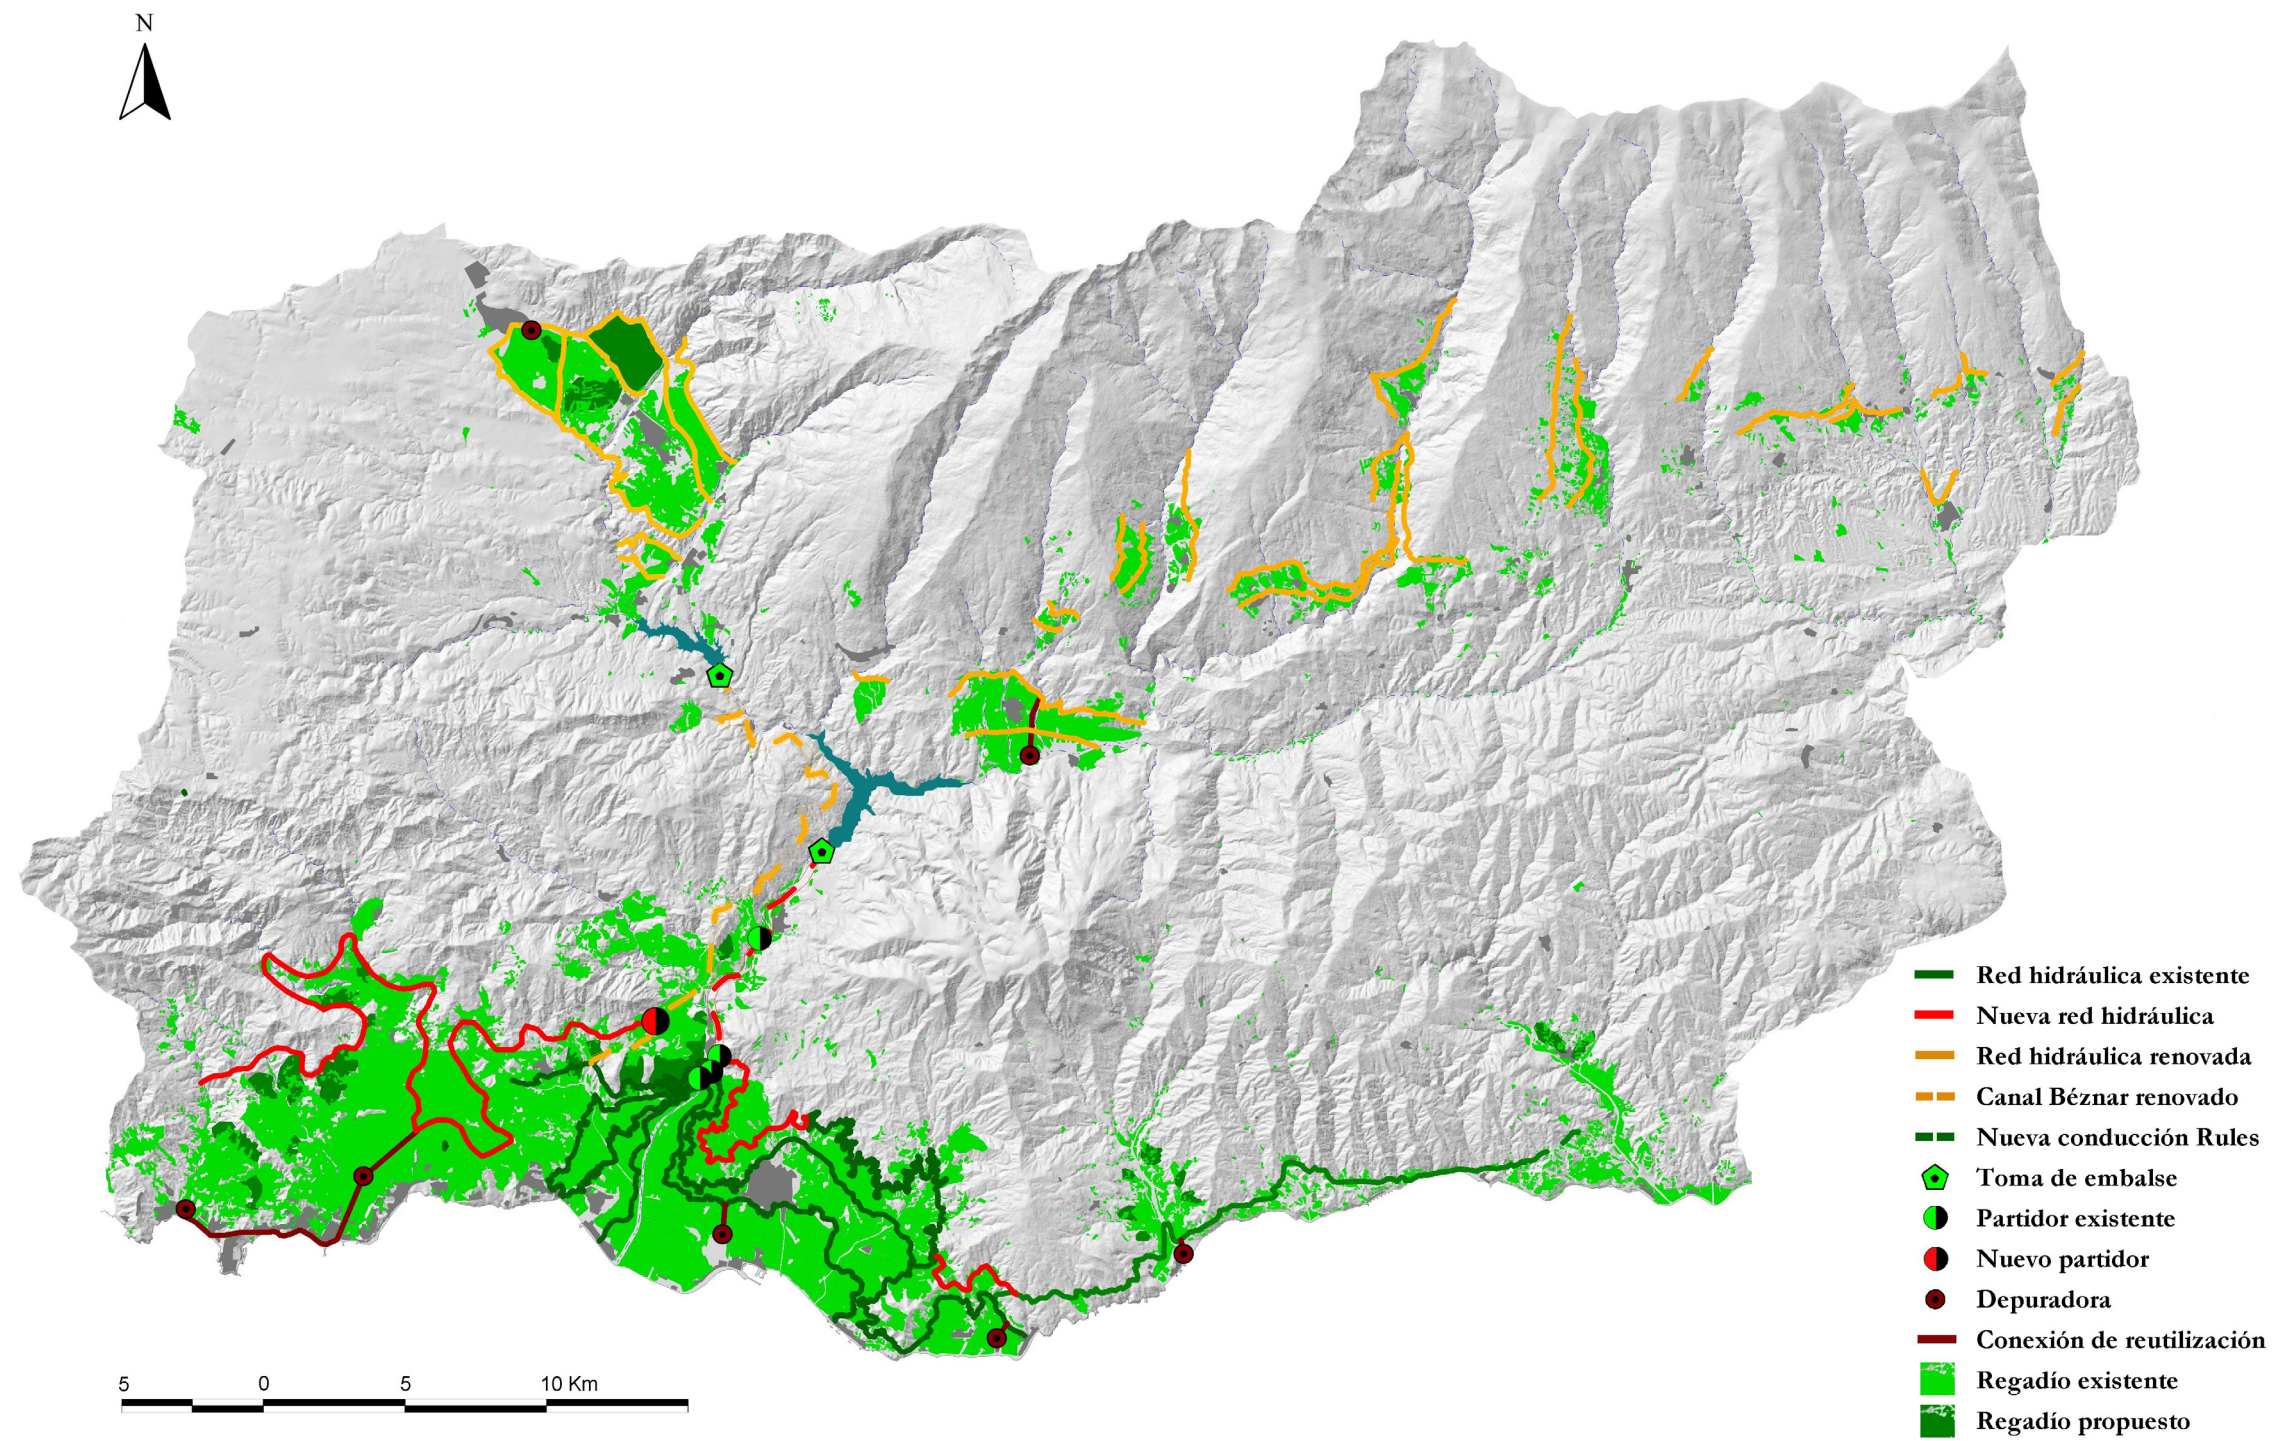 N
Red hidráulica existente
Nueva red hidráulica
Red hidráulica renovada
Canal Béznar renovado
Nueva conducción Rules
Toma de embalse
Partidor existente
Nuevo partidor
Depuradora
Conexión de reutilización
Regadío existente
Regadío propuesto
5 0 5 10 Km